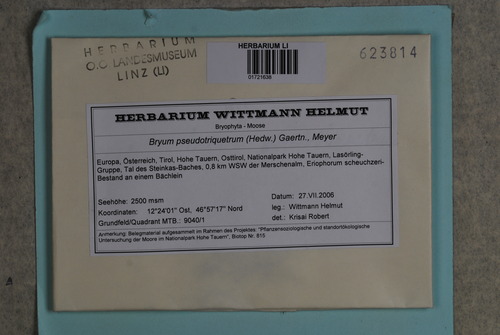 HERBARIUM
O.Ö. LANDESMUSEUM
LINZ (LI)
HERBARIUM LI
01721638
623814
HERBARIUM WITTMANN HELMUT
Bryophyta - Moose
Bryum pseudotriquetrum (Hedw.) Gaertn., Meyer
Europa, Österreich, Tirol, Hohe Tauern, Osttirol, Nationalpark Hohe Tauern, Lasörling-
Gruppe, Tal des Steinkas-Baches, 0,8 km WSW der Merschenalm, Eriophorum scheuchzeri-
Bestand an einem Bächlein
Seehöhe: 2500 msm
Datum: 27.VII.2006
Koordinaten: 12°24'01" Ost, 46°57'17" Nord
leg.: Wittmann Helmut
Grundfeld/Quadrant MTB.: 9040/1
det.: Krisai Robert
Anmerkung: Belegmaterial aufgesammelt im Rahmen des Projektes: "Pflanzensoziologische und standortökologische
Untersuchung der Moore im Nationalpark Hohe Tauern". Biotop Nr. 615